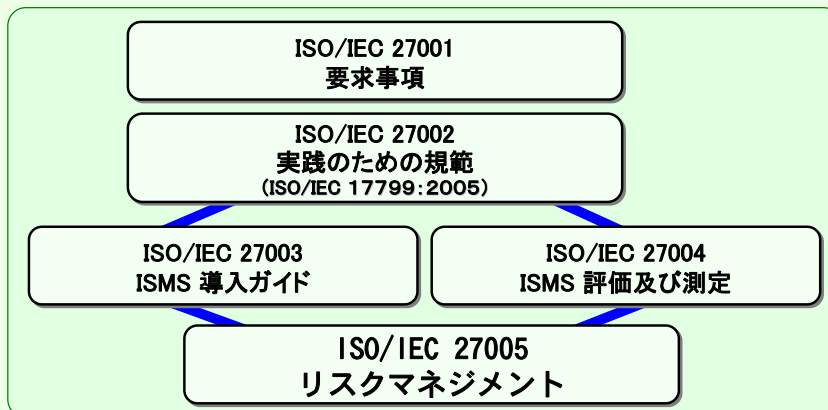 ISO/IEC 27001
要求事項
ISO/IEC 27002
実践のための規範
(ISO/IEC 17799:2005)
ISO/IEC 27003
ISMS 導入ガイド
ISO/IEC 27004
ISMS 評価及び測定
ISO/IEC 27005
リスクマネジメント